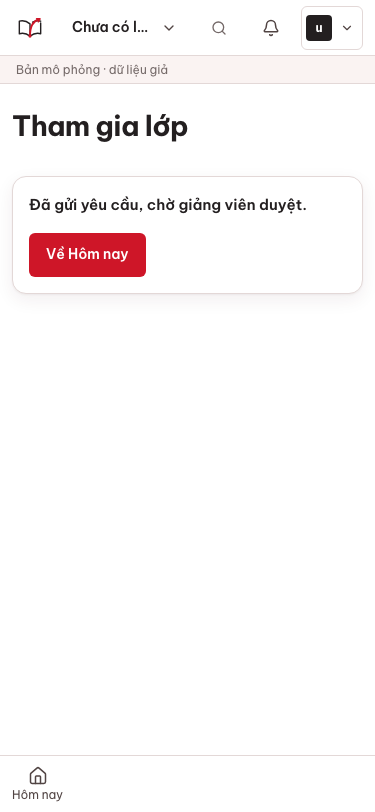 Chưa có l...
u
Bản mô phỏng · dữ liệu giả
Tham gia lớp
Đã gửi yêu cầu, chờ giảng viên duyệt.
Về Hôm nay
Hôm nay